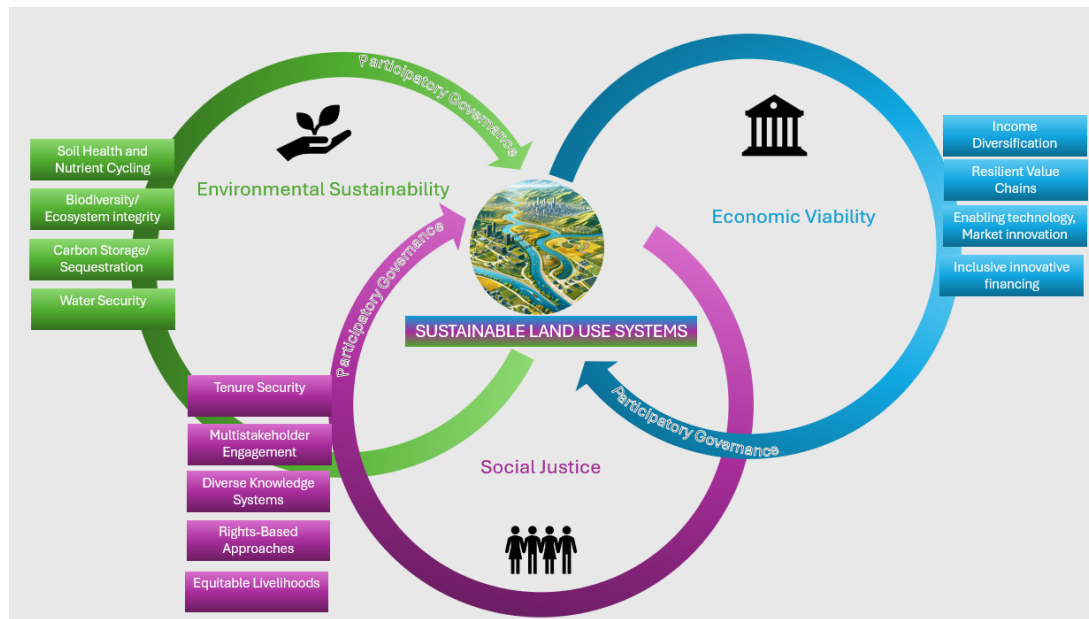 Participatory Governance
Environmental Sustainability
Soil Health and
Nutrient Cycling
Biodiversity/
Ecosystem integrity
Carbon Storage/
Sequestration
Water Security
Economic Viability
Income
Diversification
Resilient Value
Chains
Enabling technology,
Market innovation
Inclusive innovative
financing
Participatory Governance
SUSTAINABLE LAND USE SYSTEMS
Participatory Governance
Tenure Security
Multistakeholder
Engagement
Diverse Knowledge
Systems
Rights-Based
Approaches
Equitable Livelihoods
Social Justice